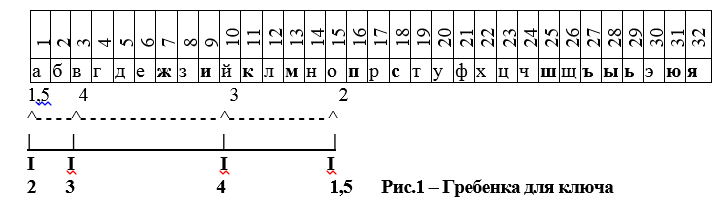 1 2 3 4 5 6 7 8 9 10 11 12 13 14 15 16 17 18 19 20 21 22 23 24 25 26 27 28 29 30 31 32
а б в г д е ж з и й к л м н о п р с т у ф х ц ч ш щ ъ ы ь э ю я
1,5 4 3 2
^-----^- - - - - - - - - - - - -^- - - - - - - - -^
I I I I
2 3 4 1,5 Рис.1 – Гребенка для ключа